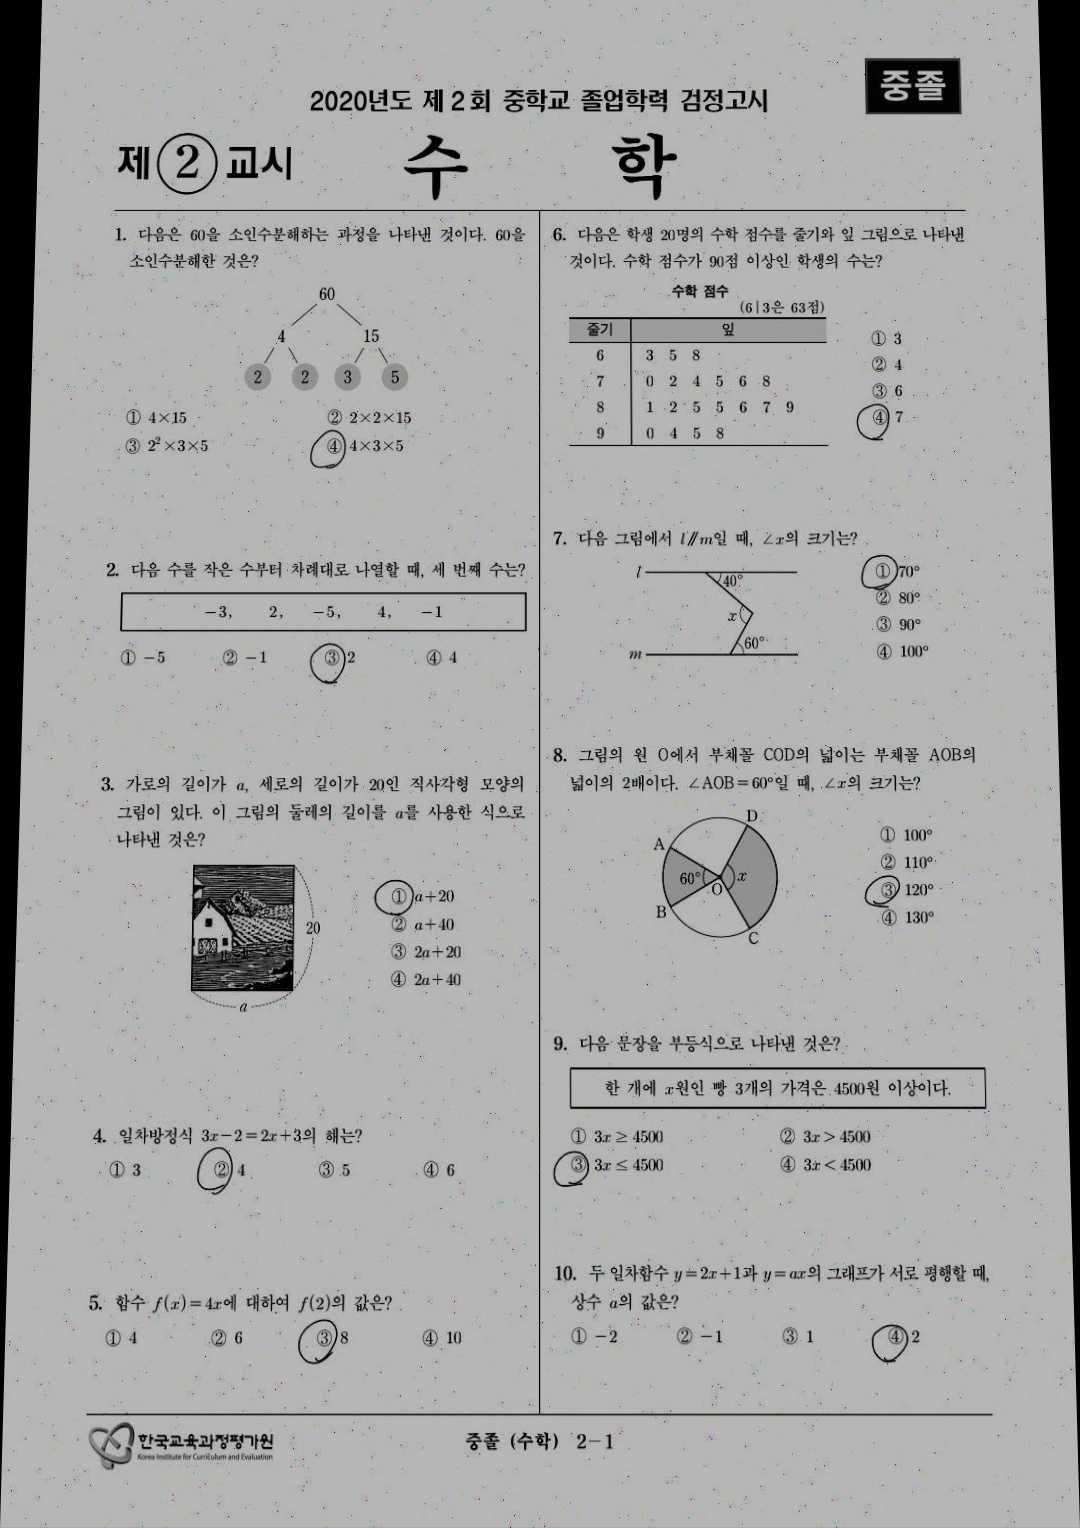 중졸
2020년도 제 2 회 중학교 졸업학력 검정고시
제 2 교시 수 학
1. 다음은 60을 소인수분해하는 과정을 나타낸 것이다. 60을
소인수분해한 것은?
60
4 15
2 2 3 5
① 4×15 ② 2×2×15
③ 2²×3×5 ④ 4×3×5
2. 다음 수를 작은 수부터 차례대로 나열할 때, 세 번째 수는?
−3, 2, −5, 4, −1
① −5 ② −1 ③ 2 ④ 4
3. 가로의 길이가 a, 세로의 길이가 20인 직사각형 모양의
그림이 있다. 이 그림의 둘레의 길이를 a를 사용한 식으로
나타낸 것은?
20
a
① a+20
② a+40
③ 2a+20
④ 2a+40
4. 일차방정식 3x−2=2x+3의 해는?
① 3 ② 4 ③ 5 ④ 6
5. 함수 f(x)=4x에 대하여 f(2)의 값은?
① 4 ② 6 ③ 8 ④ 10
6. 다음은 학생 20명의 수학 점수를 줄기와 잎 그림으로 나타낸
것이다. 수학 점수가 90점 이상인 학생의 수는?
수학 점수
(6|3은 63점)
줄기 잎
6 3 5 8
7 0 2 4 5 6 8
8 1 2 5 5 6 7 9
9 0 4 5 8
① 3
② 4
③ 6
④ 7
7. 다음 그림에서 l∥m일 때, ∠x의 크기는?
l 40°
x
m 60°
① 70°
② 80°
③ 90°
④ 100°
8. 그림의 원 O에서 부채꼴 COD의 넓이는 부채꼴 AOB의
넓이의 2배이다. ∠AOB=60°일 때, ∠x의 크기는?
D
A
60° O x
B
C
① 100°
② 110°
③ 120°
④ 130°
9. 다음 문장을 부등식으로 나타낸 것은?
한 개에 x원인 빵 3개의 가격은 4500원 이상이다.
① 3x ≥ 4500 ② 3x > 4500
③ 3x ≤ 4500 ④ 3x < 4500
10. 두 일차함수 y=2x+1과 y=ax의 그래프가 서로 평행할 때,
상수 a의 값은?
① −2 ② −1 ③ 1 ④ 2
한국교육과정평가원
Korea Institute for Curriculum and Evaluation
중졸 (수학) 2−1